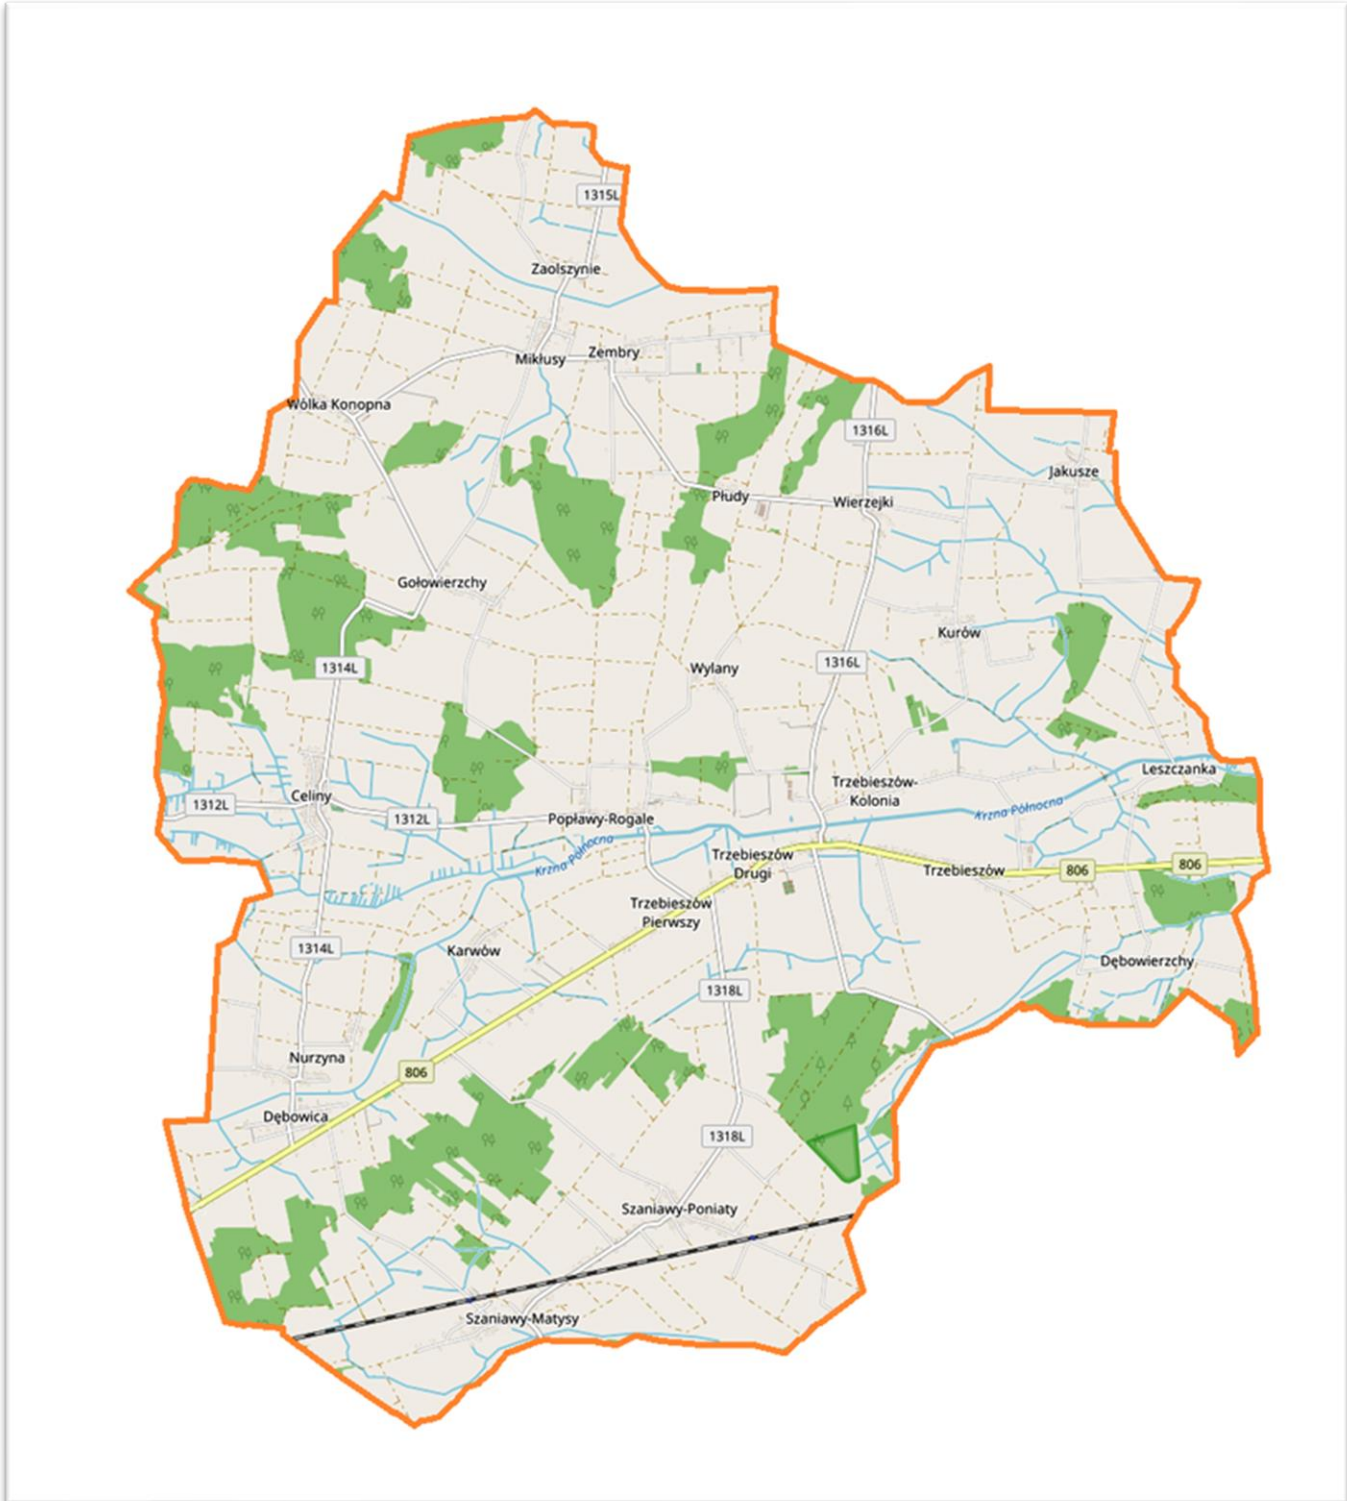 1315L
Zaolszynie
Mikłusy
Zembry
Wólka Konopna
1316L
Jakusze
Płudy
Wierzejki
Gołowierzchy
Kurów
1314L
Wylany
1316L
Leszczanka
Trzebieszów-
Kolonia
Celiny
1312L
1312L
Popławy-Rogale
Krzna Północna
Krzna Północna
Trzebieszów
Drugi
Trzebieszów
806
806
Trzebieszów
Pierwszy
1314L
Karwów
Dębowierzchy
1318L
Nurzyna
806
Dębowica
1318L
Szaniawy-Poniaty
Szaniawy-Matysy